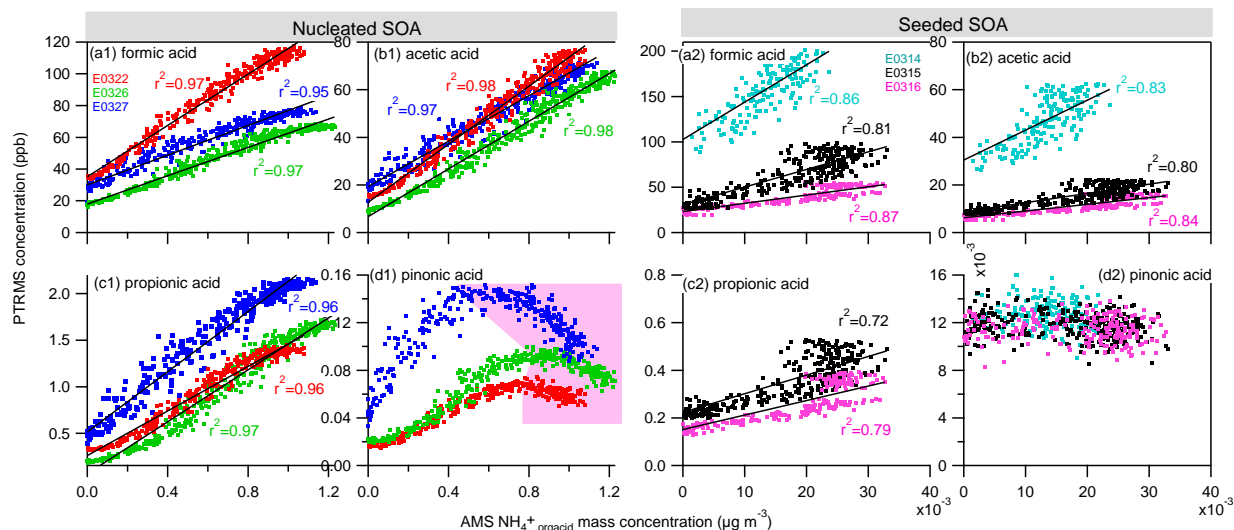 Nucleated SOA
Seeded SOA
PTRMS concentration (ppb)
(a1) formic acid
E0322
E0326
E0327
r²=0.97
r²=0.95
r²=0.97
120
100
80
60
40
20
0
(b1) acetic acid
r²=0.97
r²=0.98
r²=0.98
80
60
40
20
0
(a2) formic acid
E0314
E0315
E0316
r²=0.86
r²=0.81
r²=0.87
200
150
100
50
0
(b2) acetic acid
r²=0.83
r²=0.80
r²=0.84
80
60
40
20
0
(c1) propionic acid
r²=0.96
r²=0.96
r²=0.97
2.0
1.5
1.0
0.5
0.0 0.4 0.8 1.2
(d1) pinonic acid
0.16
0.12
0.08
0.04
0.00
0.0 0.4 0.8 1.2
(c2) propionic acid
r²=0.72
r²=0.79
0.8
0.6
0.4
0.2
0.0
0 10 20 30 40
x10⁻³
(d2) pinonic acid
x10⁻³
16
14
12
10
8
6
4
2
0
0 10 20 30 40
x10⁻³
AMS NH₄⁺,orgacid mass concentration (µg m⁻³)